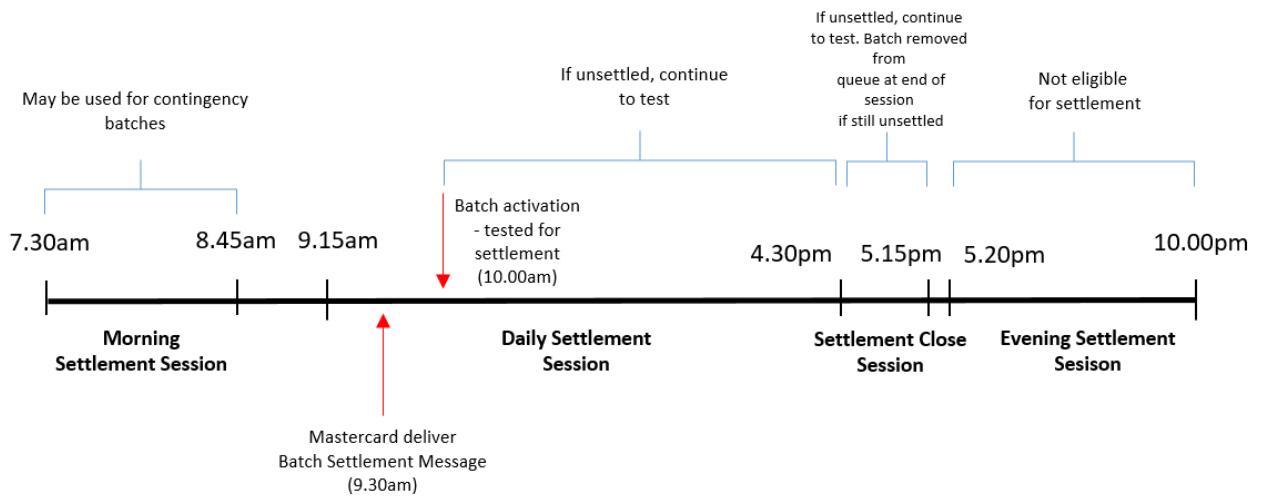 If unsettled, continue
to test. Batch removed
from
queue at end of
session
if still unsettled
If unsettled, continue
to test
Not eligible
for settlement
May be used for contingency
batches
Batch activation
- tested for
settlement
(10.00am)
7.30am
8.45am
9.15am
4.30pm
5.15pm
5.20pm
10.00pm
Morning
Settlement Session
Daily Settlement
Session
Settlement Close
Session
Evening Settlement
Sesison
Mastercard deliver
Batch Settlement Message
(9.30am)